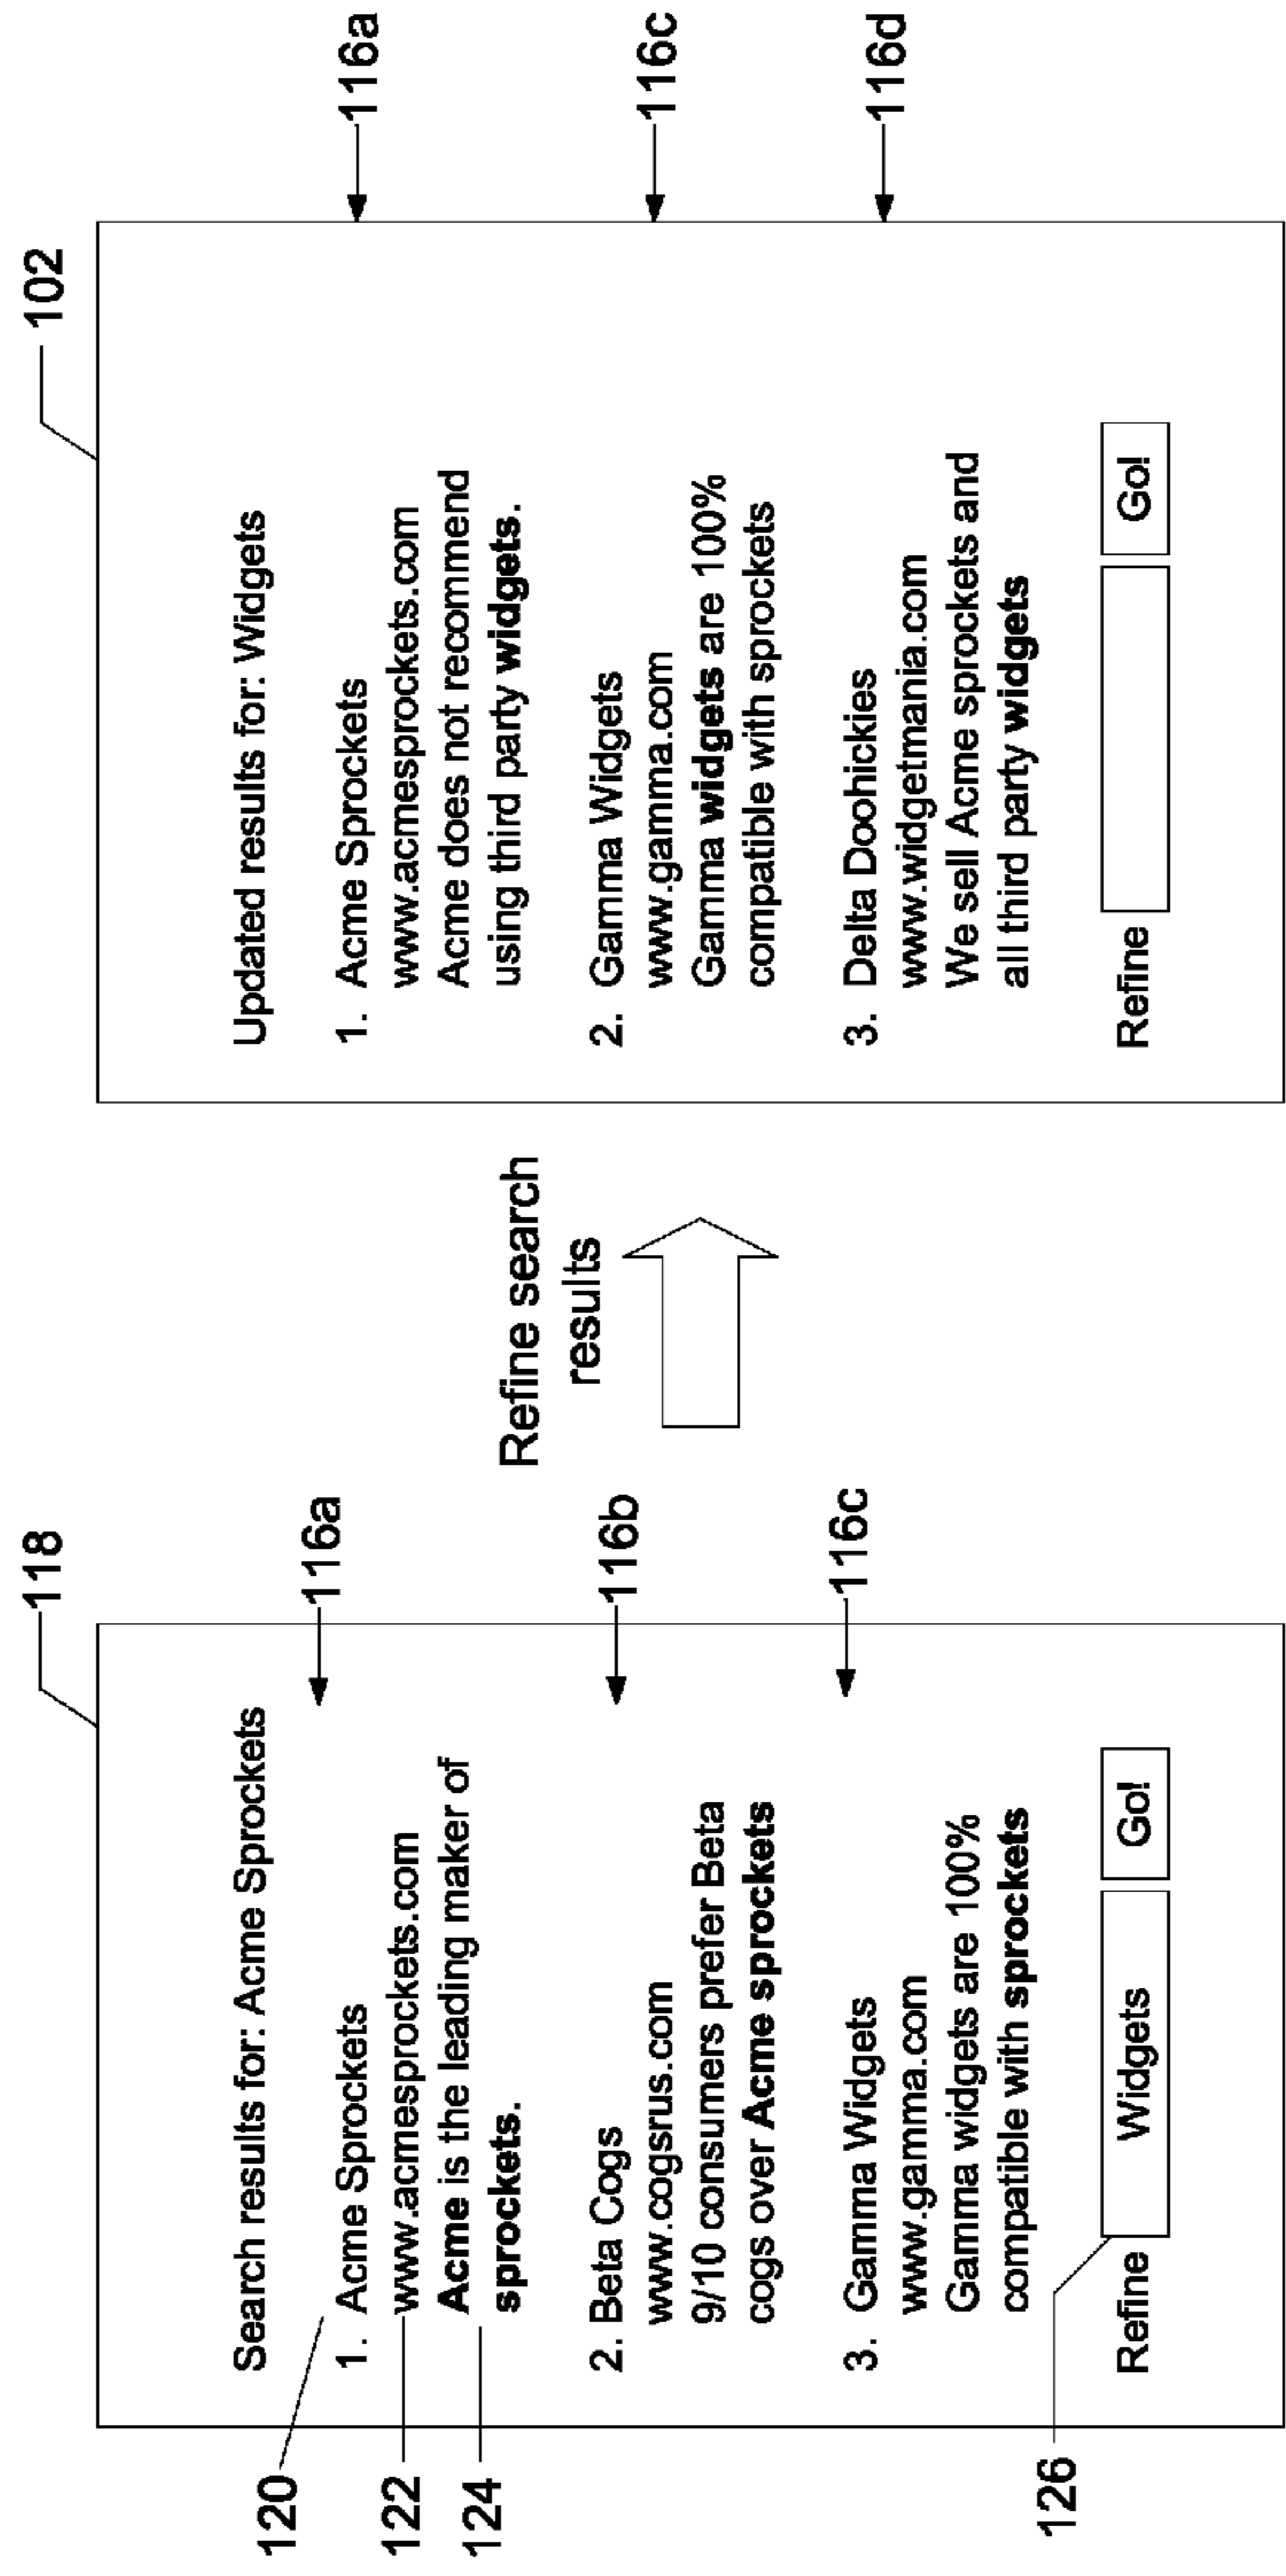 118
Search results for: Acme Sprockets
120
116a
1. Acme Sprockets
122
www.acmesprockets.com
124
Acme is the leading maker of
sprockets.
116b
2. Beta Cogs
www.cogsrus.com
9/10 consumers prefer Beta
cogs over Acme sprockets
116c
3. Gamma Widgets
www.gamma.com
Gamma widgets are 100%
compatible with sprockets
126
Refine Widgets Go!
Refine search
results
102
Updated results for: Widgets
116a
1. Acme Sprockets
www.acmesprockets.com
Acme does not recommend
using third party widgets.
116c
2. Gamma Widgets
www.gamma.com
Gamma widgets are 100%
compatible with sprockets
116d
3. Delta Doohickies
www.widgetmania.com
We sell Acme sprockets and
all third party widgets
Refine Go!